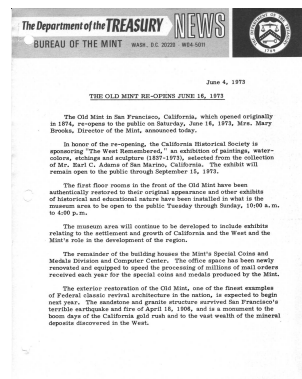 The Department of the TREASURY NEWS
BUREAU OF THE MINT WASH., D.C. 20220 WO4-5011
June 4, 1973
THE OLD MINT RE-OPENS JUNE 16, 1973
The Old Mint in San Francisco, California, which opened originally
in 1874, re-opens to the public on Saturday, June 16, 1973, Mrs. Mary
Brooks, Director of the Mint, announced today.
In honor of the re-opening, the California Historical Society is
sponsoring "The West Remembered," an exhibition of paintings, water-
colors, etchings and sculpture (1837-1973), selected from the collection
of Mr. Earl C. Adams of San Marino, California. The exhibit will
remain open to the public through September 15, 1973.
The first floor rooms in the front of the Old Mint have been
authentically restored to their original appearance and other exhibits
of historical and educational nature have been installed in what is the
museum area to be open to the public Tuesday through Sunday, 10:00 a.m.
to 4:00 p.m.
The museum area will continue to be developed to include exhibits
relating to the settlement and growth of California and the West and the
Mint's role in the development of the region.
The remainder of the building houses the Mint's Special Coins and
Medals Division and Computer Center. The office space has been newly
renovated and equipped to speed the processing of millions of mail orders
received each year for the special coins and medals produced by the Mint.
The exterior restoration of the Old Mint, one of the finest examples
of Federal classic revival architecture in the nation, is expected to begin
next year. The sandstone and granite structure survived San Francisco's
terrible earthquake and fire of April 18, 1906, and is a monument to the
boom days of the California gold rush and to the vast wealth of the mineral
deposits discovered in the West.